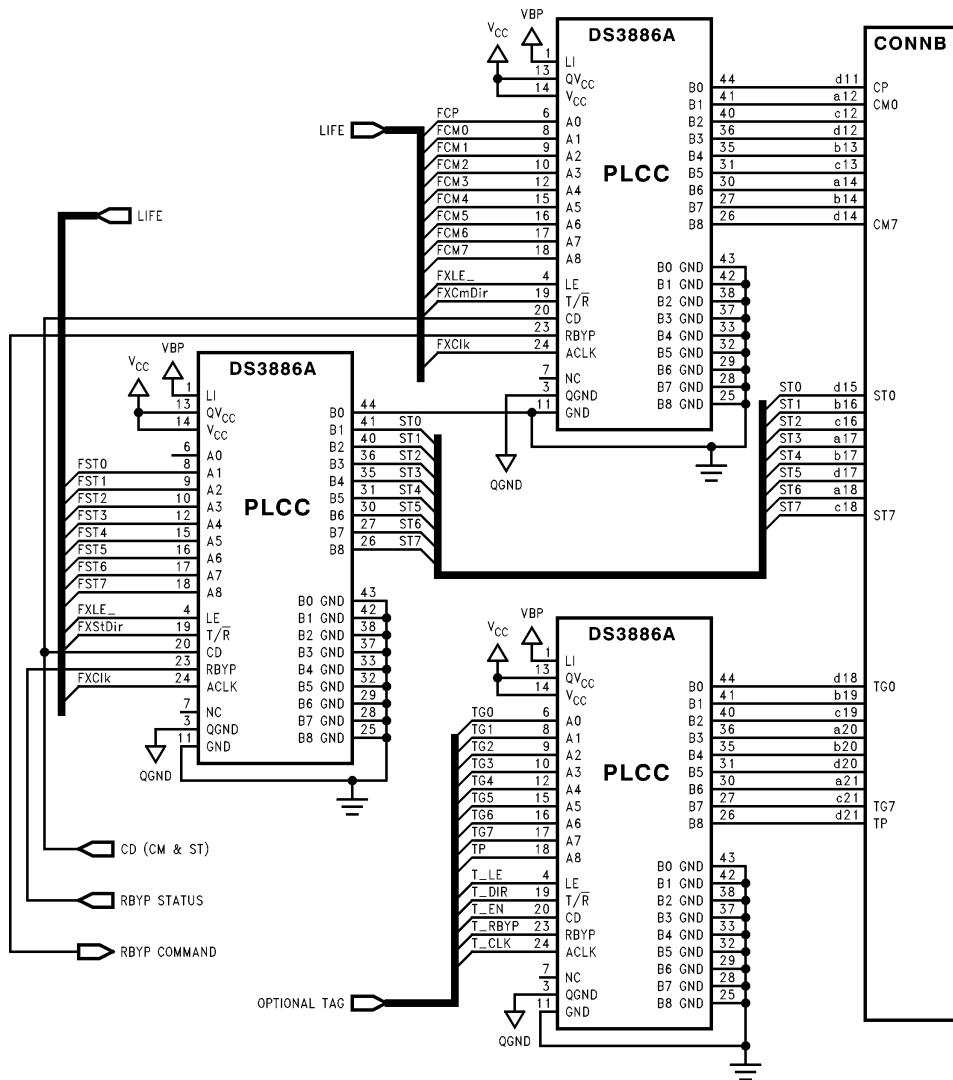 VCC VBP DS3886A
1 LI
13 QVCC
14 VCC
FCP 6 A0
FCM0 8 A1
FCM1 9 A2
FCM2 10 A3
FCM3 12 A4
FCM4 15 A5
FCM5 16 A6
FCM6 17 A7
FCM7 18 A8
FXLE_ 4 LE
FXCmDir 19 T/R
20 CD
23 RBYP
FXClk 24 ACLK
7 NC
3 QGND
11 GND
QGND
PLCC
B0 44 d11 CP
B1 41 a12 CM0
B2 40 c12
B3 36 d12
B4 35 b13
B5 31 c13
B6 30 a14
B7 27 b14
B8 26 d14 CM7
B0 GND 43
B1 GND 42
B2 GND 38
B3 GND 37
B4 GND 33
B5 GND 32
B6 GND 29
B7 GND 28
B8 GND 25
CONNB
LIFE
LIFE
VCC VBP DS3886A
1 LI
13 QVCC
14 VCC
6 A0
FST0 8 A1
FST1 9 A2
FST2 10 A3
FST3 12 A4
FST4 15 A5
FST5 16 A6
FST6 17 A7
FST7 18 A8
FXLE_ 4 LE
FXStDir 19 T/R
20 CD
23 RBYP
FXClk 24 ACLK
7 NC
3 QGND
11 GND
QGND
PLCC
B0 44
B1 41 ST0
B2 40 ST1
B3 36 ST2
B4 35 ST3
B5 31 ST4
B6 30 ST5
B7 27 ST6
B8 26 ST7
B0 GND 43
B1 GND 42
B2 GND 38
B3 GND 37
B4 GND 33
B5 GND 32
B6 GND 29
B7 GND 28
B8 GND 25
ST0 d15 ST0
ST1 b16
ST2 c16
ST3 a17
ST4 b17
ST5 d17
ST6 a18
ST7 c18 ST7
VCC VBP DS3886A
1 LI
13 QVCC
14 VCC
TG0 6 A0
TG1 8 A1
TG2 9 A2
TG3 10 A3
TG4 12 A4
TG5 15 A5
TG6 16 A6
TG7 17 A7
TP 18 A8
T_LE 4 LE
T_DIR 19 T/R
T_EN 20 CD
T_RBYP 23 RBYP
T_CLK 24 ACLK
7 NC
3 QGND
11 GND
QGND
PLCC
B0 44 d18 TG0
B1 41 b19
B2 40 c19
B3 36 a20
B4 35 b20
B5 31 d20
B6 30 a21
B7 27 c21 TG7
B8 26 d21 TP
B0 GND 43
B1 GND 42
B2 GND 38
B3 GND 37
B4 GND 33
B5 GND 32
B6 GND 29
B7 GND 28
B8 GND 25
CD (CM & ST)
RBYP STATUS
RBYP COMMAND
OPTIONAL TAG